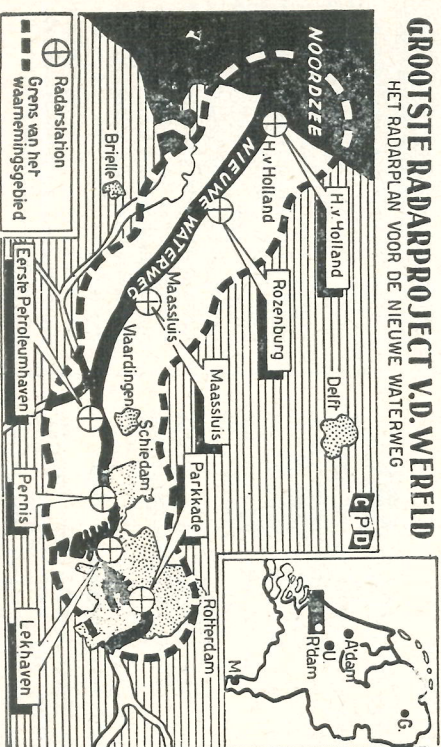 GROOTSTE RADARPROJECT V.D. WERELD
HET RADARPLAN VOOR DE NIEUWE WATERWEG
NOORDZEE
H.v Holland
H.v Holland
NIEUWE WATERWEG
Rozenburg
Delft
CPD
Maassluis
Maassluis
Brielle
Vlaardingen
Schiedam
Parkkade
Rotterdam
Eerste Petroleumhaven
Pernis
Lekhaven
Radarstation
Grens van het
waarnemingsgebied
A'dam
U
R'dam
G.
M